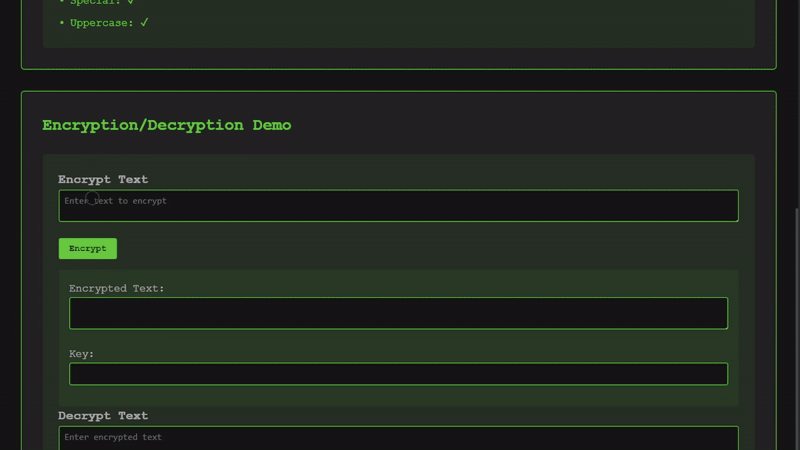 • Special: ✓
• Uppercase: ✓
Encryption/Decryption Demo
Encrypt Text
Enter text to encrypt
Encrypt
Encrypted Text:
Key:
Decrypt Text
Enter encrypted text